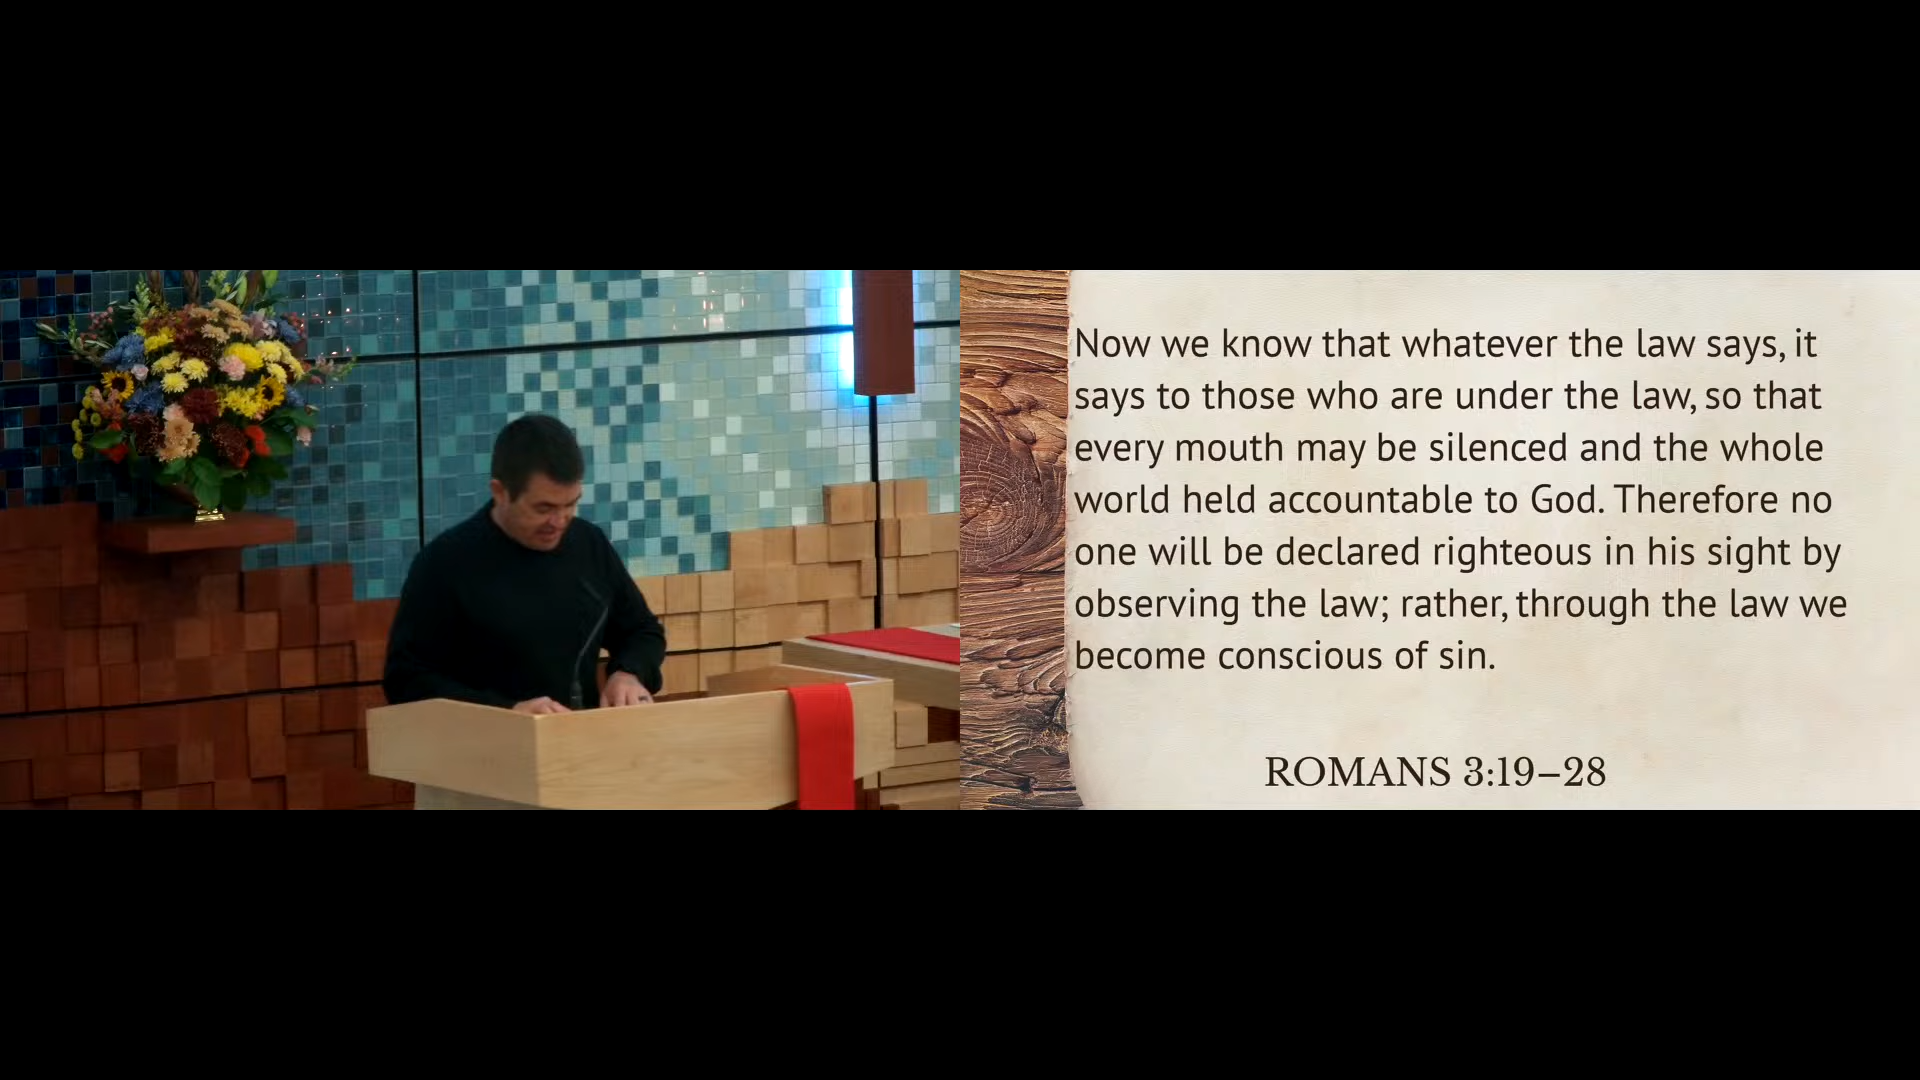 Now we know that whatever the law says, it
says to those who are under the law, so that
every mouth may be silenced and the whole
world held accountable to God. Therefore no
one will be declared righteous in his sight by
observing the law; rather, through the law we
become conscious of sin.
ROMANS 3:19–28